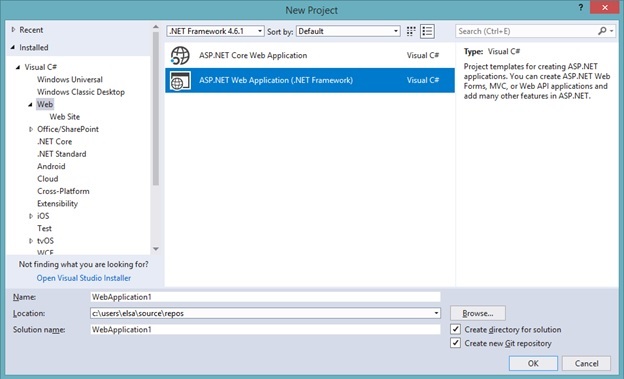 New Project
Recent
Installed
Visual C#
Windows Universal
Windows Classic Desktop
Web
Web Site
Office/SharePoint
.NET Core
.NET Standard
Android
Cloud
Cross-Platform
Extensibility
iOS
Test
tvOS
WCF
Not finding what you are looking for?
Open Visual Studio Installer
.NET Framework 4.6.1 Sort by: Default
ASP.NET Core Web Application Visual C#
ASP.NET Web Application (.NET Framework) Visual C#
Search (Ctrl+E)
Type: Visual C#
Project templates for creating ASP.NET
applications. You can create ASP.NET Web
Forms, MVC, or Web API applications and
add many other features in ASP.NET.
Name: WebApplication1
Location: c:\users\elsa\source\repos Browse...
Solution name: WebApplication1
Create directory for solution
Create new Git repository
OK Cancel